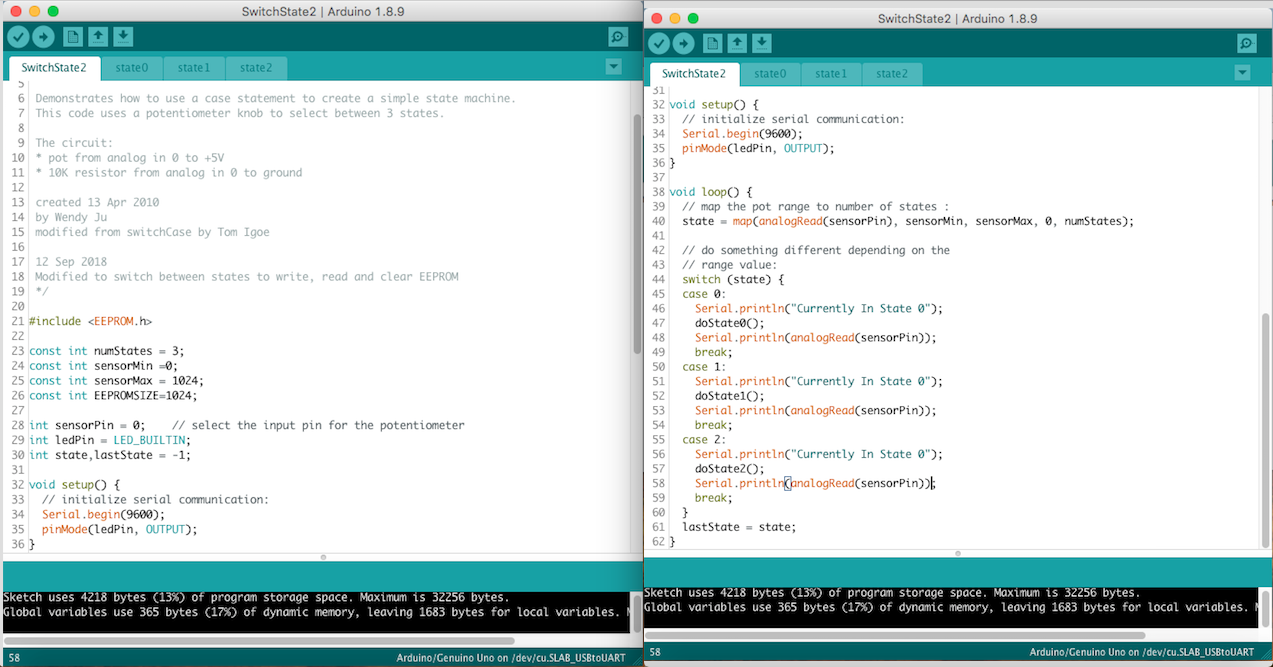 SwitchState2 | Arduino 1.8.9
SwitchState2 state0 state1 state2
5
6 Demonstrates how to use a case statement to create a simple state machine.
7 This code uses a potentiometer knob to select between 3 states.
8
9 The circuit:
10 * pot from analog in 0 to +5V
11 * 10K resistor from analog in 0 to ground
12
13 created 13 Apr 2010
14 by Wendy Ju
15 modified from switchCase by Tom Igoe
16
17 12 Sep 2018
18 Modified to switch between states to write, read and clear EEPROM
19 */
20
21 #include <EEPROM.h>
22
23 const int numStates = 3;
24 const int sensorMin =0;
25 const int sensorMax = 1024;
26 const int EEPROMSIZE=1024;
27
28 int sensorPin = 0;    // select the input pin for the potentiometer
29 int ledPin = LED_BUILTIN;
30 int state,lastState = -1;
31
32 void setup() {
33   // initialize serial communication:
34   Serial.begin(9600);
35   pinMode(ledPin, OUTPUT);
36 }
Sketch uses 4218 bytes (13%) of program storage space. Maximum is 32256 bytes.
Global variables use 365 bytes (17%) of dynamic memory, leaving 1683 bytes for local variables.
58 Arduino/Genuino Uno on /dev/cu.SLAB_USBtoUART
SwitchState2 | Arduino 1.8.9
SwitchState2 state0 state1 state2
31
32 void setup() {
33   // initialize serial communication:
34   Serial.begin(9600);
35   pinMode(ledPin, OUTPUT);
36 }
37
38 void loop() {
39   // map the pot range to number of states :
40   state = map(analogRead(sensorPin), sensorMin, sensorMax, 0, numStates);
41
42   // do something different depending on the
43   // range value:
44   switch (state) {
45   case 0:
46     Serial.println("Currently In State 0");
47     doState0();
48     Serial.println(analogRead(sensorPin));
49     break;
50   case 1:
51     Serial.println("Currently In State 0");
52     doState1();
53     Serial.println(analogRead(sensorPin));
54     break;
55   case 2:
56     Serial.println("Currently In State 0");
57     doState2();
58     Serial.println(analogRead(sensorPin));
59     break;
60   }
61   lastState = state;
62 }
Sketch uses 4218 bytes (13%) of program storage space. Maximum is 32256 bytes.
Global variables use 365 bytes (17%) of dynamic memory, leaving 1683 bytes for local variables.
58 Arduino/Genuino Uno on /dev/cu.SLAB_USBtoUART